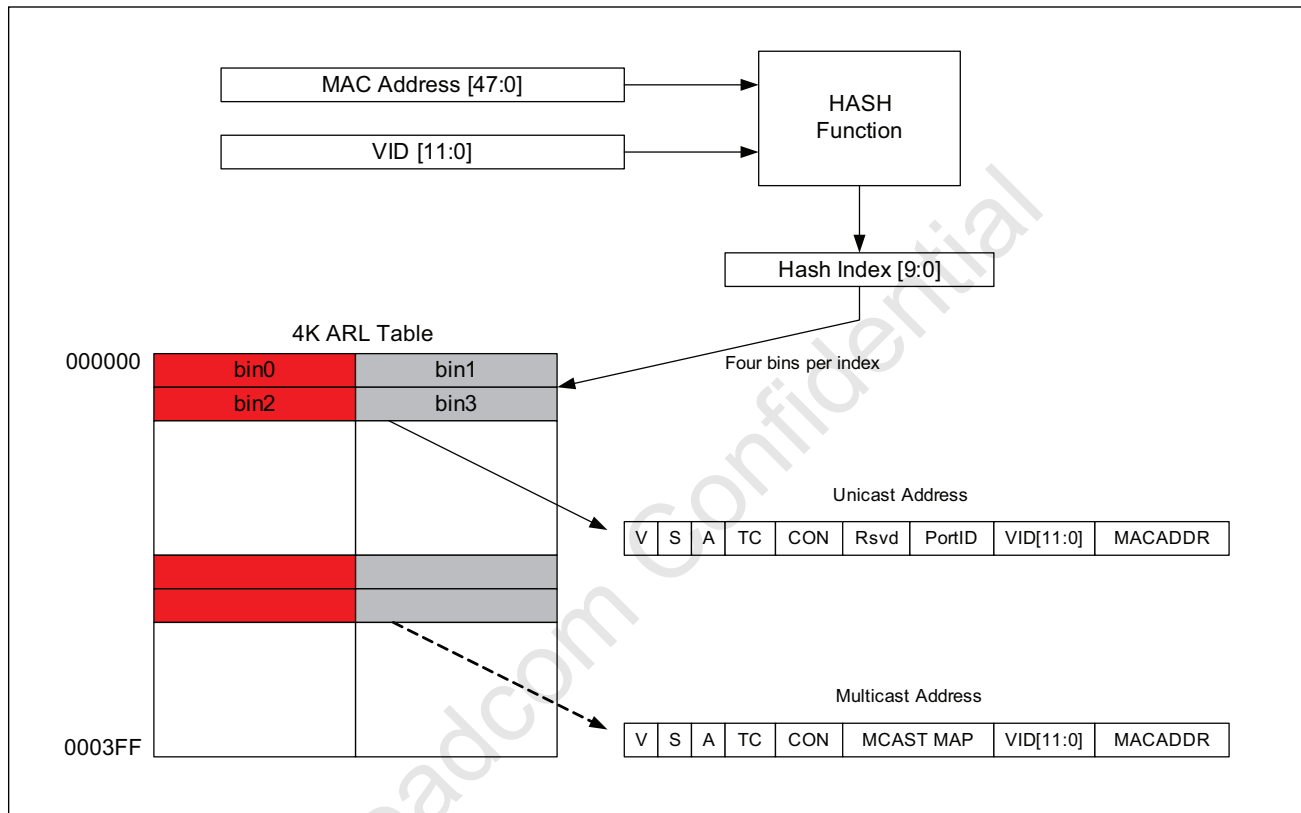 MAC Address [47:0]
HASH
Function
VID [11:0]
Hash Index [9:0]
4K ARL Table
000000
bin0 bin1
Four bins per index
bin2 bin3
Unicast Address
V S A TC CON Rsvd PortID VID[11:0] MACADDR
Multicast Address
0003FF
V S A TC CON MCAST MAP VID[11:0] MACADDR
adcom Confidential